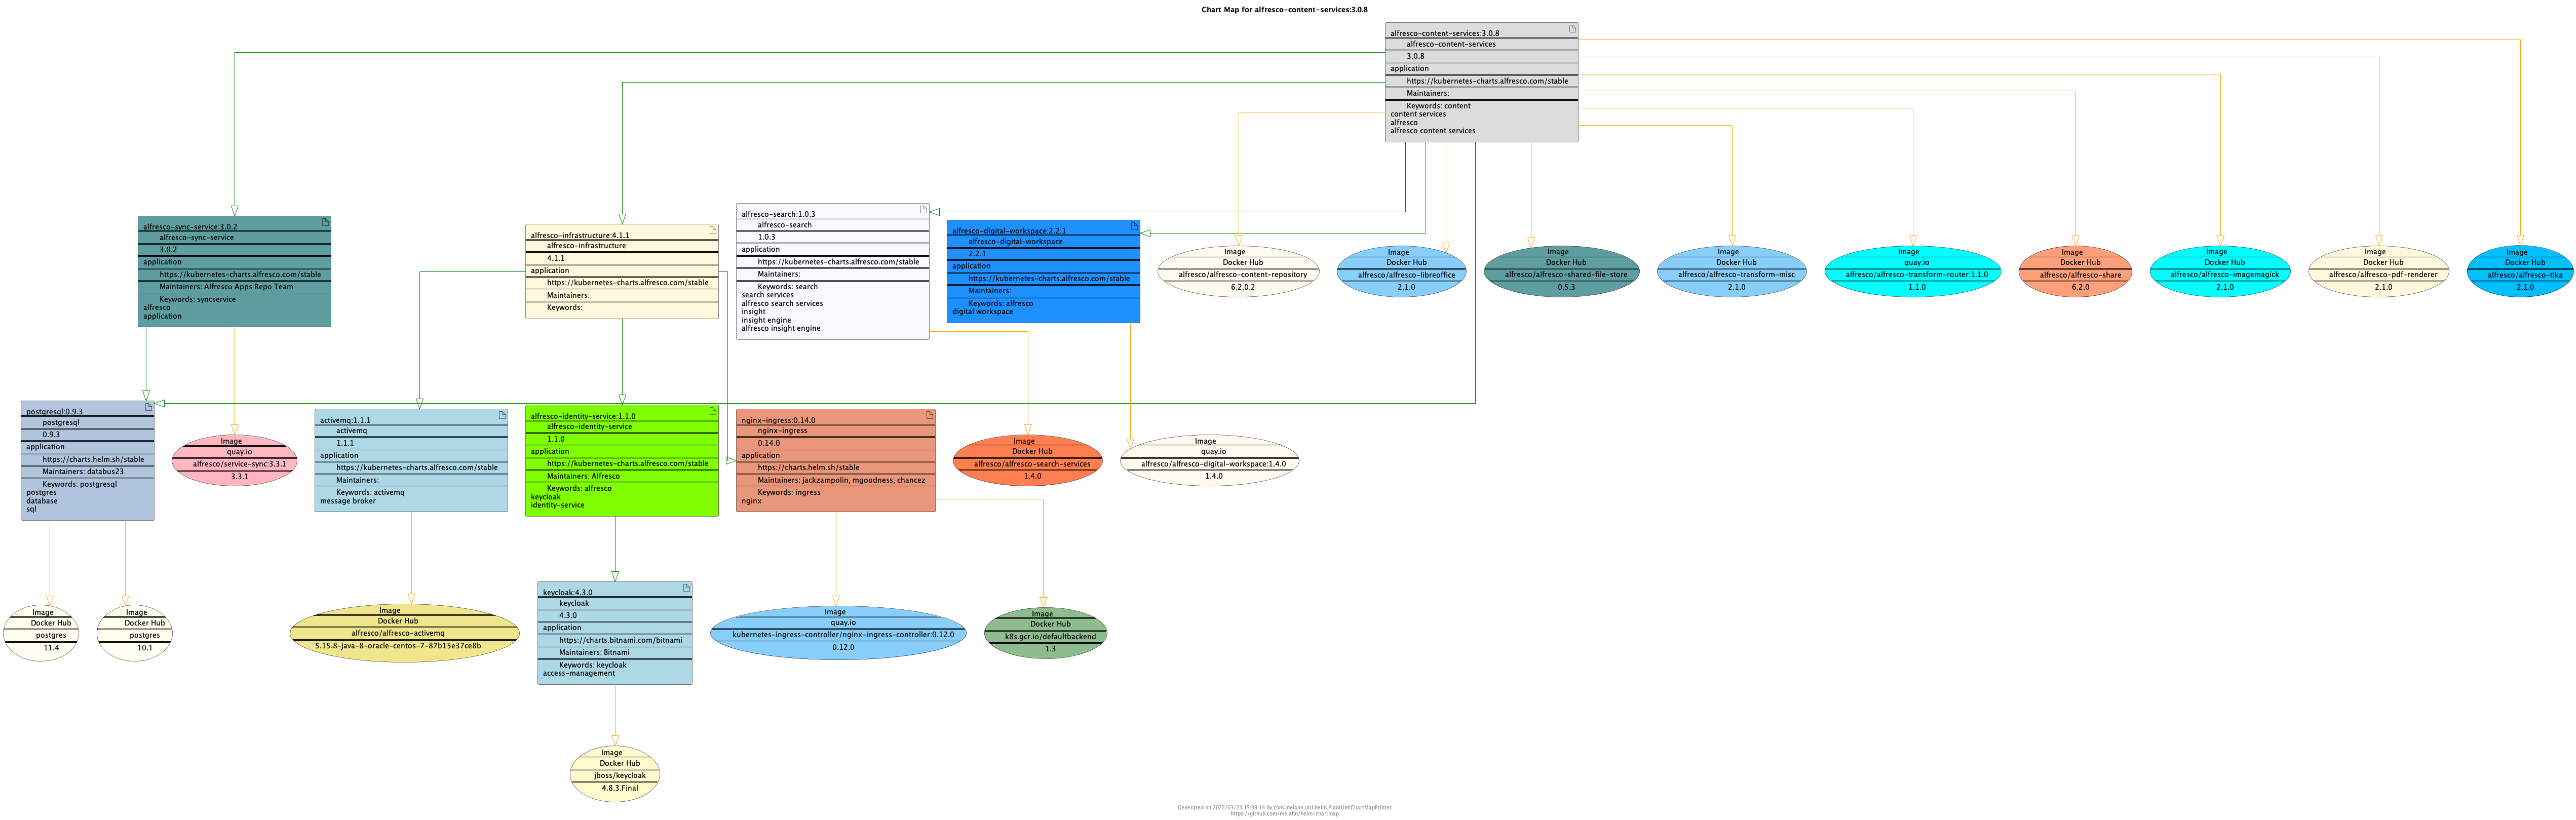 Chart Map for alfresco-content-services:3.0.8
alfresco-content-services:3.0.8
alfresco-content-services
3.0.8
application
https://kubernetes-charts.alfresco.com/stable
Maintainers:
Keywords: content
content services
alfresco
alfresco content services
alfresco-sync-service:3.0.2
alfresco-sync-service
3.0.2
application
https://kubernetes-charts.alfresco.com/stable
Maintainers: Alfresco Apps Repo Team
Keywords: syncservice
alfresco
application
alfresco-infrastructure:4.1.1
alfresco-infrastructure
4.1.1
application
https://kubernetes-charts.alfresco.com/stable
Maintainers:
Keywords:
alfresco-search:1.0.3
alfresco-search
1.0.3
application
https://kubernetes-charts.alfresco.com/stable
Maintainers:
Keywords: search
search services
alfresco search services
insight
insight engine
alfresco insight engine
alfresco-digital-workspace:2.2.1
alfresco-digital-workspace
2.2.1
application
https://kubernetes-charts.alfresco.com/stable
Maintainers:
Keywords: alfresco
digital workspace
Image
Docker Hub
alfresco/alfresco-content-repository
6.2.0.2
Image
Docker Hub
alfresco/alfresco-libreoffice
2.1.0
Image
Docker Hub
alfresco/alfresco-shared-file-store
0.5.3
Image
Docker Hub
alfresco/alfresco-transform-misc
2.1.0
Image
quay.io
alfresco/alfresco-transform-router:1.1.0
1.1.0
Image
Docker Hub
alfresco/alfresco-share
6.2.0
Image
Docker Hub
alfresco/alfresco-imagemagick
2.1.0
Image
Docker Hub
alfresco/alfresco-pdf-renderer
2.1.0
Image
Docker Hub
alfresco/alfresco-tika
2.1.0
postgresql:0.9.3
postgresql
0.9.3
application
https://charts.helm.sh/stable
Maintainers: databus23
Keywords: postgresql
postgres
database
sql
Image
quay.io
alfresco/service-sync:3.3.1
3.3.1
activemq:1.1.1
activemq
1.1.1
application
https://kubernetes-charts.alfresco.com/stable
Maintainers:
Keywords: activemq
message broker
alfresco-identity-service:1.1.0
alfresco-identity-service
1.1.0
application
https://kubernetes-charts.alfresco.com/stable
Maintainers: Alfresco
Keywords: alfresco
keycloak
identity-service
nginx-ingress:0.14.0
nginx-ingress
0.14.0
application
https://charts.helm.sh/stable
Maintainers: jackzampolin, mgoodness, chancez
Keywords: ingress
nginx
Image
Docker Hub
alfresco/alfresco-search-services
1.4.0
Image
quay.io
alfresco/alfresco-digital-workspace:1.4.0
1.4.0
Image
Docker Hub
postgres
11.4
Image
Docker Hub
postgres
10.1
Image
Docker Hub
alfresco/alfresco-activemq
5.15.8-java-8-oracle-centos-7-87b15e37ce8b
keycloak:4.3.0
keycloak
4.3.0
application
https://charts.bitnami.com/bitnami
Maintainers: Bitnami
Keywords: keycloak
access-management
Image
quay.io
kubernetes-ingress-controller/nginx-ingress-controller:0.12.0
0.12.0
Image
Docker Hub
k8s.gcr.io/defaultbackend
1.3
Image
Docker Hub
jboss/keycloak
4.8.3.Final
Generated on 2022/03/23 15:39:14 by com.melahn.util.helm.PlantUmlChartMapPrinter
https://github.com/melahn/helm-chartmap